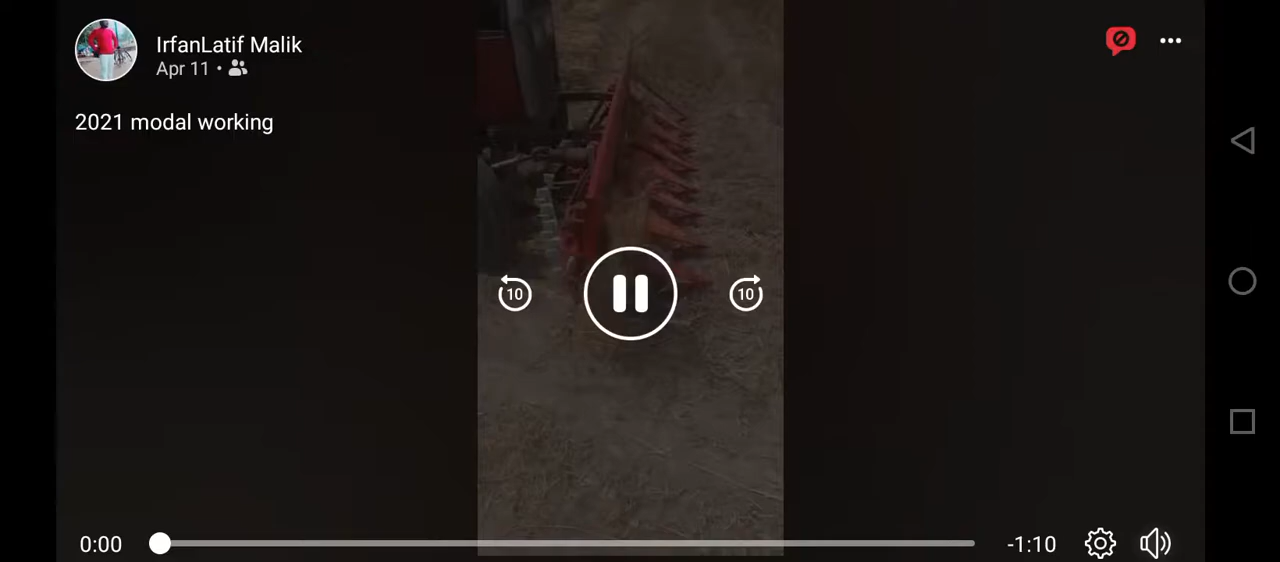 IrfanLatif Malik
Apr 11 •
2021 modal working
10
10
0:00
-1:10